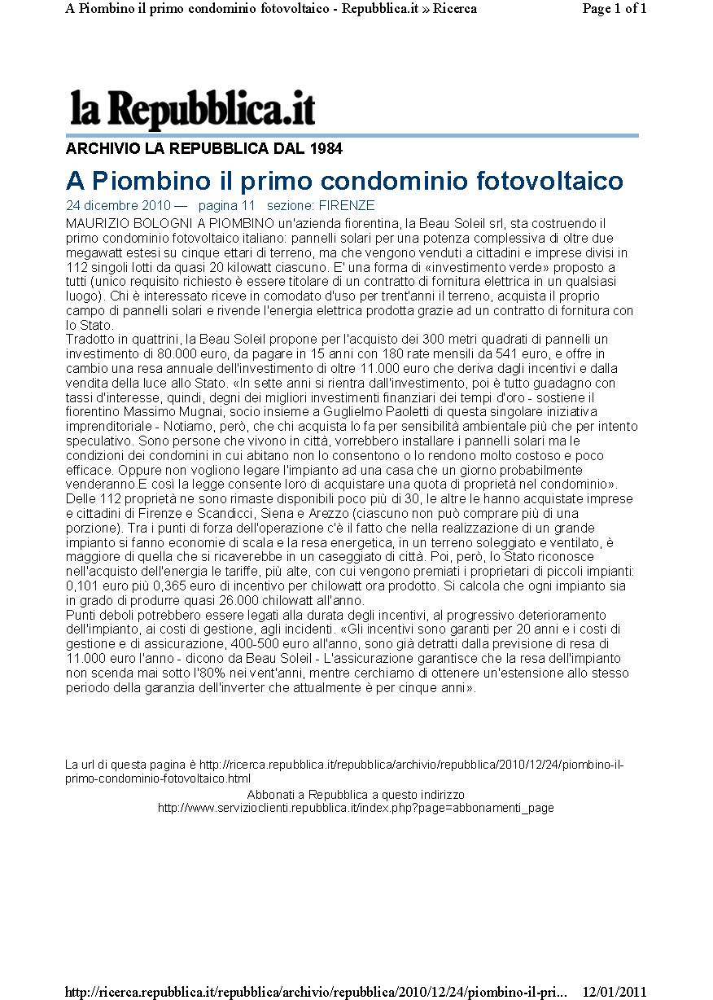 A Piombino il primo condominio fotovoltaico - Repubblica.it » Ricerca Page 1 of 1
la Repubblica.it
ARCHIVIO LA REPUBBLICA DAL 1984
A Piombino il primo condominio fotovoltaico
24 dicembre 2010 — pagina 11 sezione: FIRENZE
MAURIZIO BOLOGNI A PIOMBINO un'azienda fiorentina, la Beau Soleil srl, sta costruendo il
primo condominio fotovoltaico italiano: pannelli solari per una potenza complessiva di oltre due
megawatt estesi su cinque ettari di terreno, ma che vengono venduti a cittadini e imprese divisi in
112 singoli lotti da quasi 20 kilowatt ciascuno. E' una forma di «investimento verde» proposto a
tutti (unico requisito richiesto è essere titolare di un contratto di fornitura elettrica in un qualsiasi
luogo). Chi è interessato riceve in comodato d'uso per trent'anni il terreno, acquista il proprio
campo di pannelli solari e rivende l'energia elettrica prodotta grazie ad un contratto di fornitura con
lo Stato.
Tradotto in quattrini, la Beau Soleil propone per l'acquisto dei 300 metri quadrati di pannelli un
investimento di 80.000 euro, da pagare in 15 anni con 180 rate mensili da 541 euro, e offre in
cambio una resa annuale dell'investimento di oltre 11.000 euro che deriva dagli incentivi e dalla
vendita della luce allo Stato. «In sette anni si rientra dall'investimento, poi è tutto guadagno con
tassi d'interesse, quindi, degni dei migliori investimenti finanziari dei tempi d'oro - sostiene il
fiorentino Massimo Mugnai, socio insieme a Guglielmo Paoletti di questa singolare iniziativa
imprenditoriale - Notiamo, però, che chi acquista lo fa per sensibilità ambientale più che per intento
speculativo. Sono persone che vivono in città, vorrebbero installare i pannelli solari ma le
condizioni dei condomini in cui abitano non lo consentono o lo rendono molto costoso e poco
efficace. Oppure non vogliono legare l'impianto ad una casa che un giorno probabilmente
venderanno.E così la legge consente loro di acquistare una quota di proprietà nel condominio».
Delle 112 proprietà ne sono rimaste disponibili poco più di 30, le altre le hanno acquistate imprese
e cittadini di Firenze e Scandicci, Siena e Arezzo (ciascuno non può comprare più di una
porzione). Tra i punti di forza dell'operazione c'è il fatto che nella realizzazione di un grande
impianto si fanno economie di scala e la resa energetica, in un terreno soleggiato e ventilato, è
maggiore di quella che si ricaverebbe in un caseggiato di città. Poi, però, lo Stato riconosce
nell'acquisto dell'energia le tariffe, più alte, con cui vengono premiati i proprietari di piccoli impianti:
0,101 euro più 0,365 euro di incentivo per chilowatt ora prodotto. Si calcola che ogni impianto sia
in grado di produrre quasi 26.000 chilowatt all'anno.
Punti deboli potrebbero essere legati alla durata degli incentivi, al progressivo deterioramento
dell'impianto, ai costi di gestione, agli incidenti. «Gli incentivi sono garanti per 20 anni e i costi di
gestione e di assicurazione, 400-500 euro all'anno, sono già detratti dalla previsione di resa di
11.000 euro l'anno - dicono da Beau Soleil - L'assicurazione garantisce che la resa dell'impianto
non scenda mai sotto l'80% nei vent'anni, mentre cerchiamo di ottenere un'estensione allo stesso
periodo della garanzia dell'inverter che attualmente è per cinque anni».
La url di questa pagina è http://ricerca.repubblica.it/repubblica/archivio/repubblica/2010/12/24/piombino-il-
primo-condominio-fotovoltaico.html
Abbonati a Repubblica a questo indirizzo
http://www.servizioclienti.repubblica.it/index.php?page=abbonamenti_page
http://ricerca.repubblica.it/repubblica/archivio/repubblica/2010/12/24/piombino-il-pri... 12/01/2011